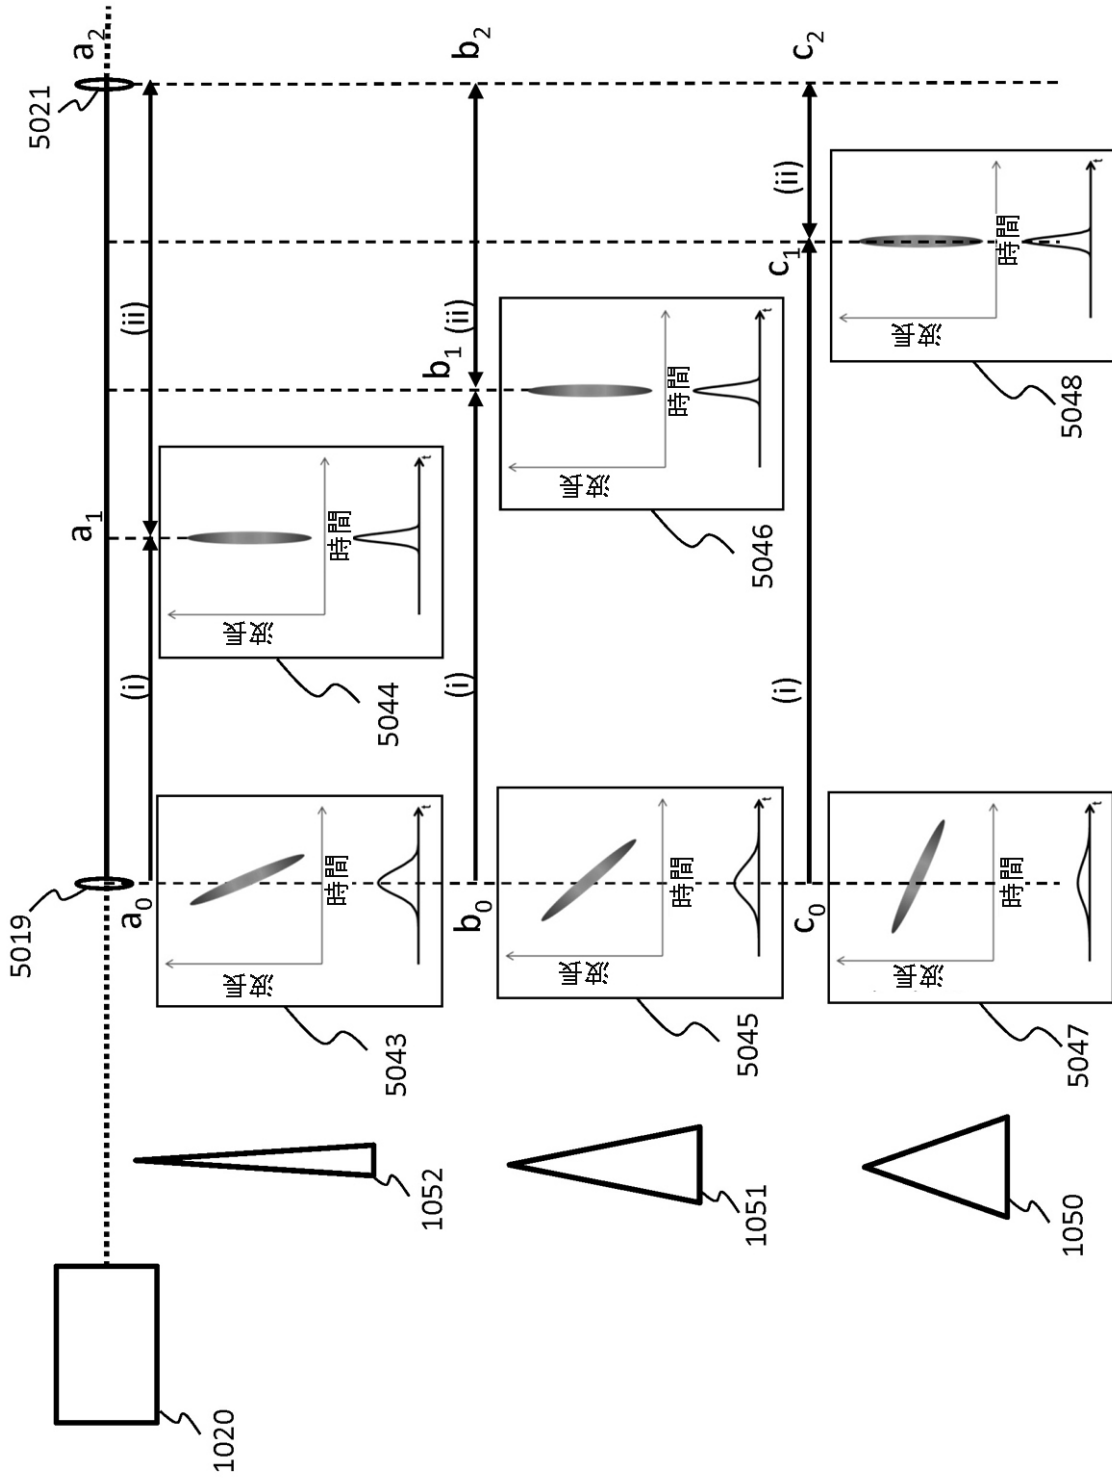 5019
5021
a₀
a₁
a₂
(i)
(ii)
波長
時間
t
5043
波長
時間
t
5044
1020
1052
b₀
b₁
b₂
(i)
(ii)
波長
時間
t
5045
波長
時間
t
5046
1051
c₀
c₁
c₂
(i)
(ii)
波長
時間
t
5047
波長
時間
t
5048
1050